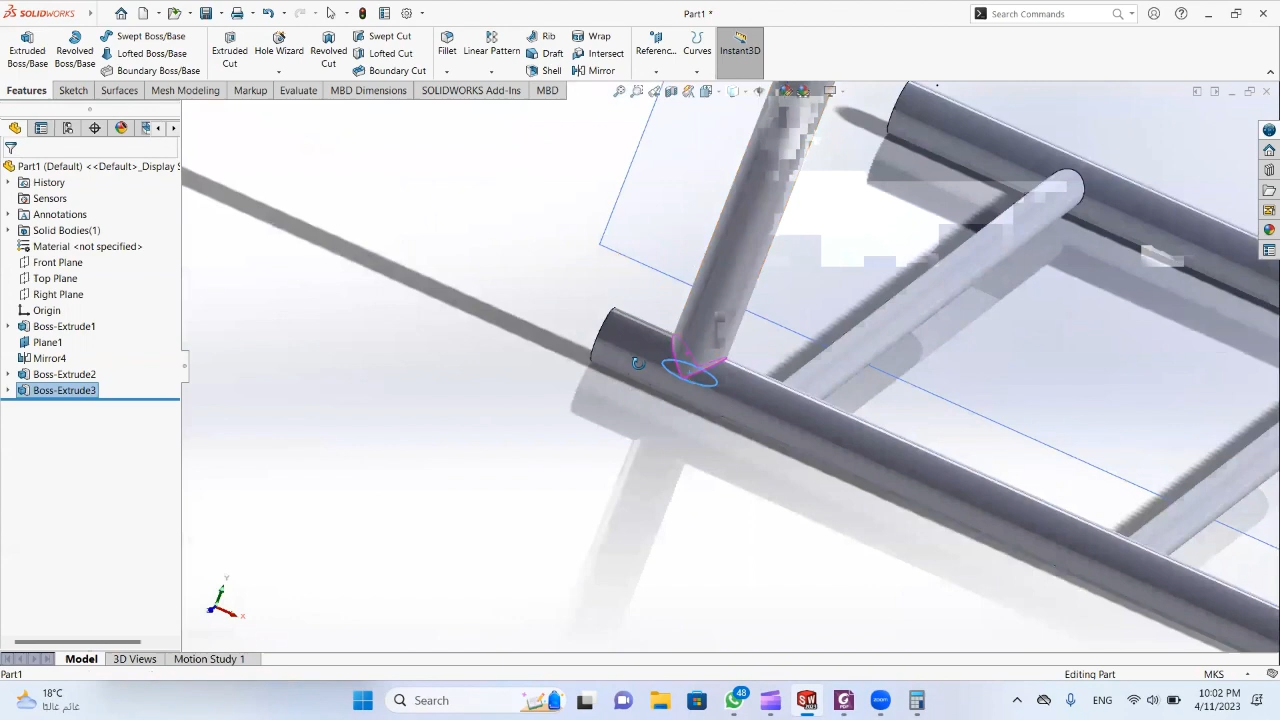 SOLIDWORKS
Part1 *
Search Commands
Extruded Boss/Base
Revolved Boss/Base
Swept Boss/Base
Lofted Boss/Base
Boundary Boss/Base
Extruded Cut
Hole Wizard
Revolved Cut
Swept Cut
Lofted Cut
Boundary Cut
Fillet
Linear Pattern
Rib
Draft
Shell
Wrap
Intersect
Mirror
Referenc...
Curves
Instant3D
Features
Sketch
Surfaces
Mesh Modeling
Markup
Evaluate
MBD Dimensions
SOLIDWORKS Add-Ins
MBD
Part1 (Default) <<Default>_Display S
History
Sensors
Annotations
Solid Bodies(1)
Material <not specified>
Front Plane
Top Plane
Right Plane
Origin
Boss-Extrude1
Plane1
Mirror4
Boss-Extrude2
Boss-Extrude3
Y
X
Model
3D Views
Motion Study 1
Part1
Editing Part
MKS
18°C
غائم غالبا
Search
48
ENG
10:02 PM
4/11/2023